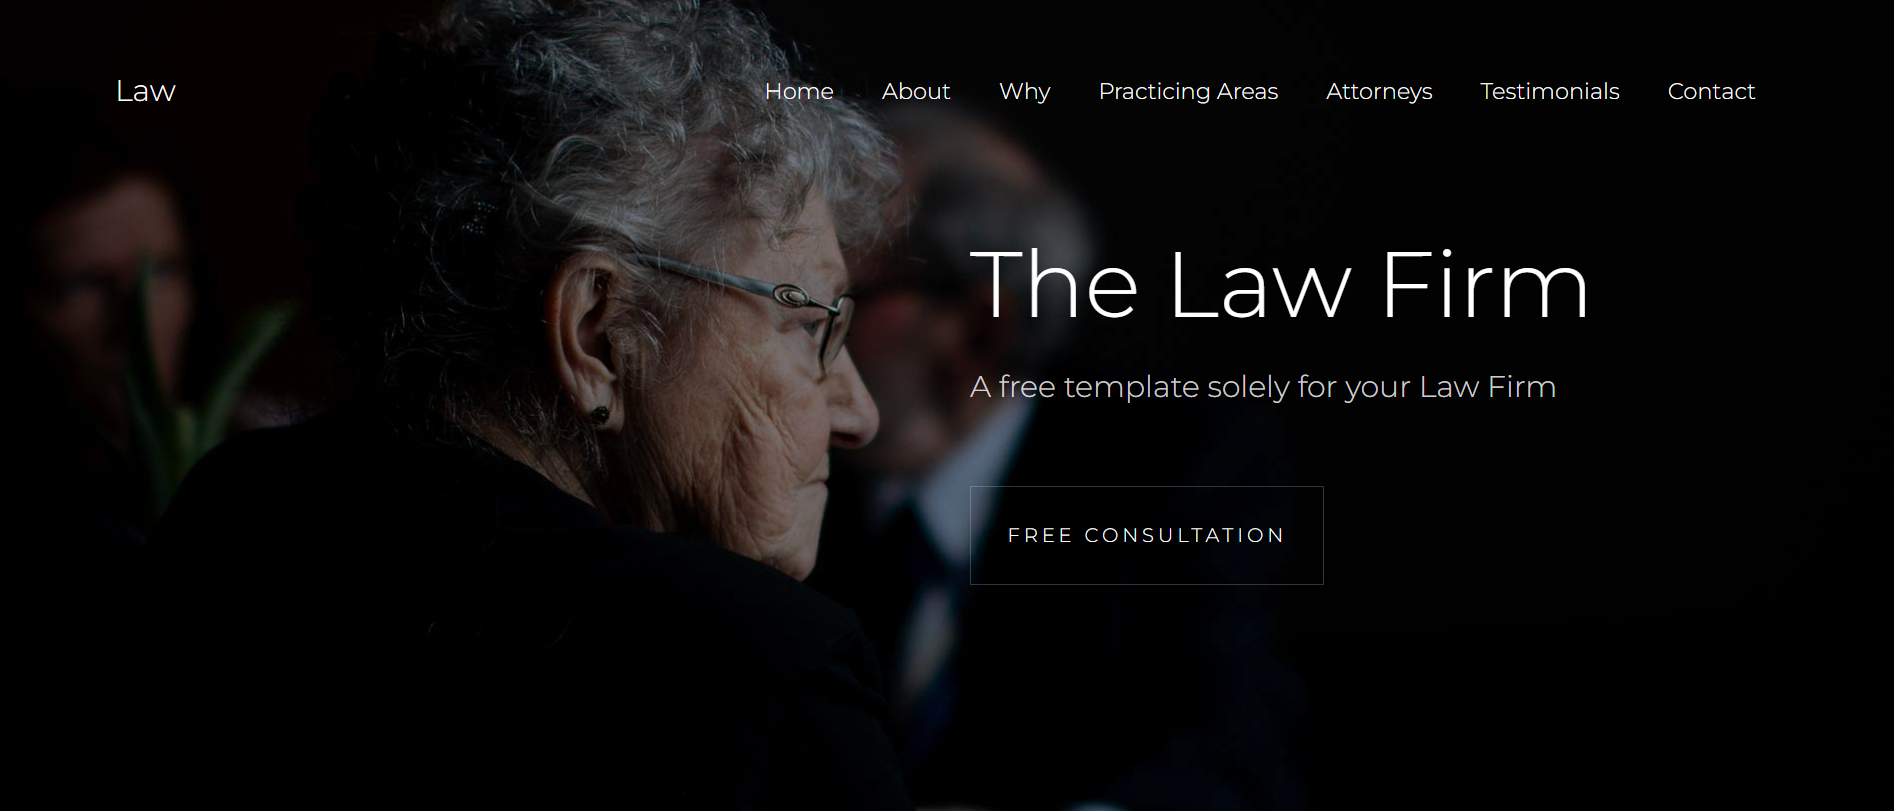 Law
Home About Why Practicing Areas Attorneys Testimonials Contact
The Law Firm
A free template solely for your Law Firm
FREE CONSULTATION